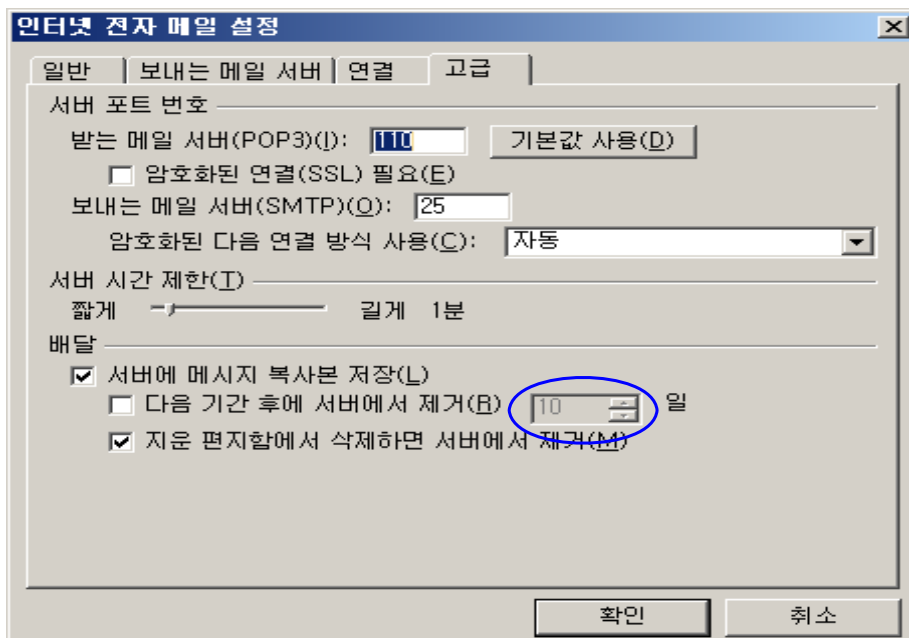 인터넷 전자 메일 설정
일반 보내는 메일 서버 연결 고급
서버 포트 번호
받는 메일 서버(POP3)(I): 110 기본값 사용(D)
암호화된 연결(SSL) 필요(E)
보내는 메일 서버(SMTP)(O): 25
암호화된 다음 연결 방식 사용(C): 자동
서버 시간 제한(T)
짧게 길게 1분
배달
서버에 메시지 복사본 저장(L)
다음 기간 후에 서버에서 제거(R) 10 일
지운 편지함에서 삭제하면 서버에서 제거(M)
확인 취소